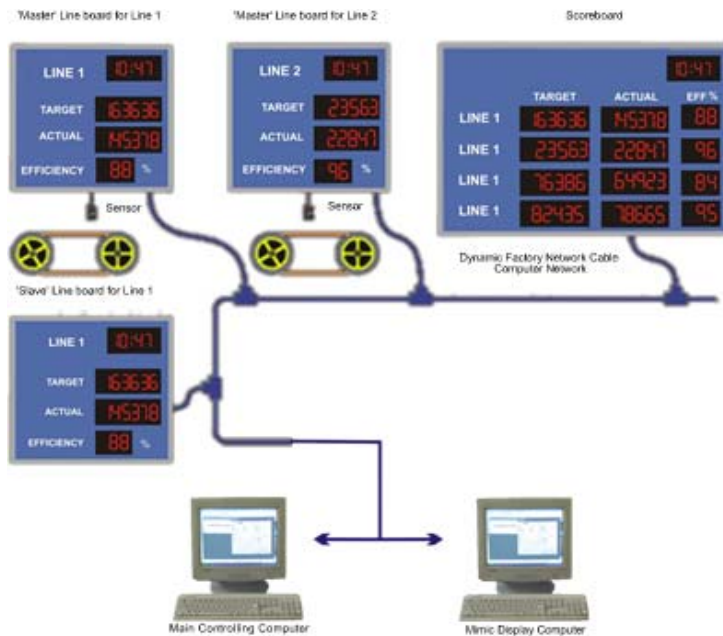 'Master' Line board for Line 1
LINE 1 10:47
TARGET 163636
ACTUAL 145378
EFFICIENCY 88 %
Sensor
'Master' Line board for Line 2
LINE 2 10:47
TARGET 23563
ACTUAL 22847
EFFICIENCY 96 %
Sensor
Scoreboard
10:47
TARGET ACTUAL EFF%
LINE 1 163636 145378 88
LINE 1 23563 22847 96
LINE 1 76386 64923 84
LINE 1 82435 78665 95
Dynamic Factory Network Cable
Computer Network
'Slave' Line board for Line 1
LINE 1 10:47
TARGET 163636
ACTUAL 145378
EFFICIENCY 88 %
Main Controlling Computer
Mimic Display Computer